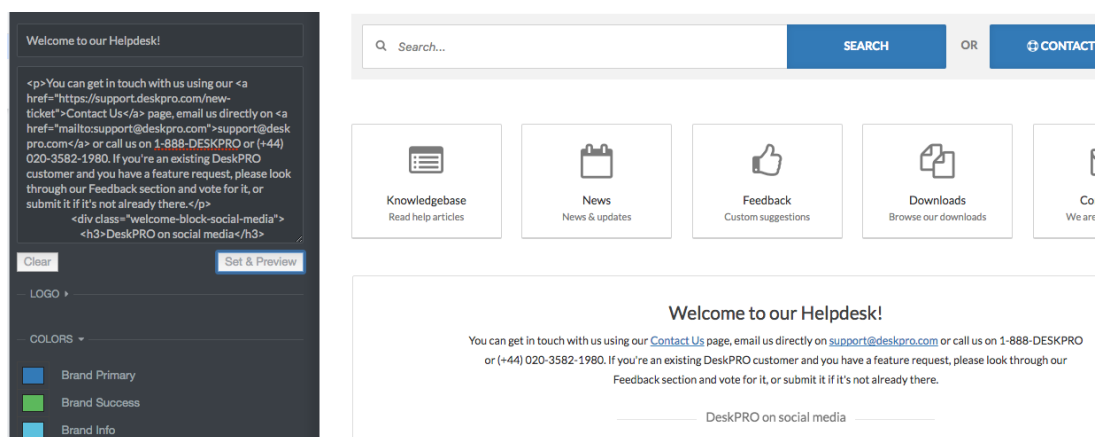 Welcome to our Helpdesk!
<p>You can get in touch with us using our <a
href="https://support.deskpro.com/new-
ticket">Contact Us</a> page, email us directly on <a
href="mailto:support@deskpro.com">support@desk
pro.com</a> or call us on 1-888-DESKPRO or (+44)
020-3582-1980. If you're an existing DeskPRO
customer and you have a feature request, please look
through our Feedback section and vote for it, or
submit it if it's not already there.</p>
<div class="welcome-block-social-media">
<h3>DeskPRO on social media</h3>
Clear
Set & Preview
LOGO
COLORS
Brand Primary
Brand Success
Brand Info
Search...
SEARCH
OR
CONTACT
Knowledgebase
Read help articles
News
News & updates
Feedback
Custom suggestions
Downloads
Browse our downloads
Co
We are
Welcome to our Helpdesk!
You can get in touch with us using our Contact Us page, email us directly on support@deskpro.com or call us on 1-888-DESKPRO
or (+44) 020-3582-1980. If you're an existing DeskPRO customer and you have a feature request, please look through our
Feedback section and vote for it, or submit it if it's not already there.
DeskPRO on social media